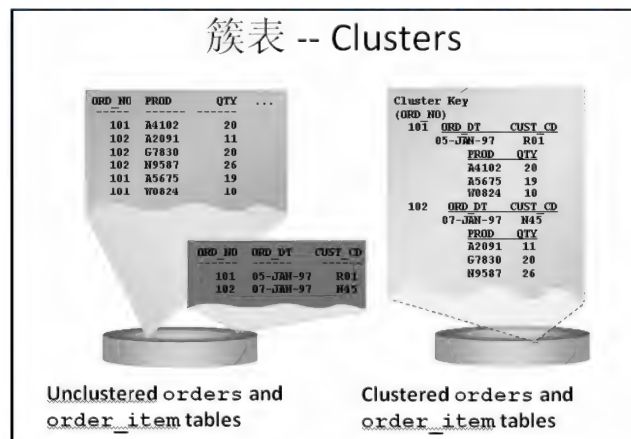 簇表 -- Clusters
ORD_NO PROD QTY ...
------ ------ ------
101 A4102 20
102 A2091 11
102 G7830 20
102 N9587 26
101 A5675 19
101 W0824 10
ORD_NO ORD_DT CUST_CD
------ ------ ------
101 05-JAN-97 R01
102 07-JAN-97 N45
Unclustered orders and
order_item tables
Cluster Key
(ORD_NO)
101 ORD_DT CUST_CD
05-JAN-97 R01
PROD QTY
A4102 20
A5675 19
W0824 10
102 ORD_DT CUST_CD
07-JAN-97 N45
PROD QTY
A2091 11
G7830 20
N9587 26
Clustered orders and
order_item tables